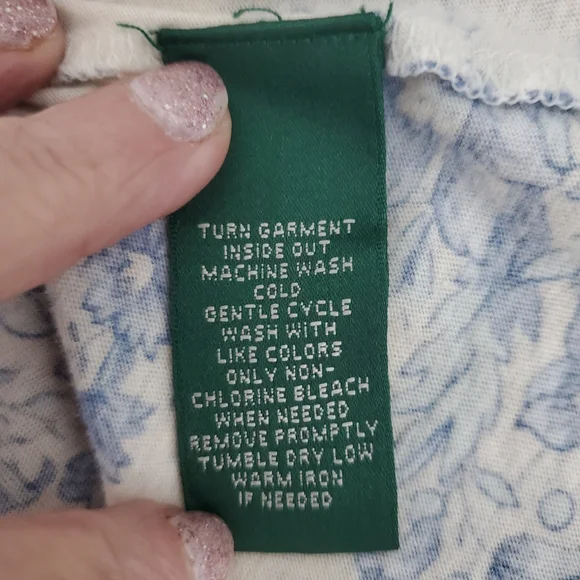 TURN GARMENT
INSIDE OUT
MACHINE WASH
COLD
GENTLE CYCLE
WASH WITH
LIKE COLORS
ONLY NON-
CHLORINE BLEACH
WHEN NEEDED
REMOVE PROMPTLY
TUMBLE DRY LOW
WARM IRON
IF NEEDED